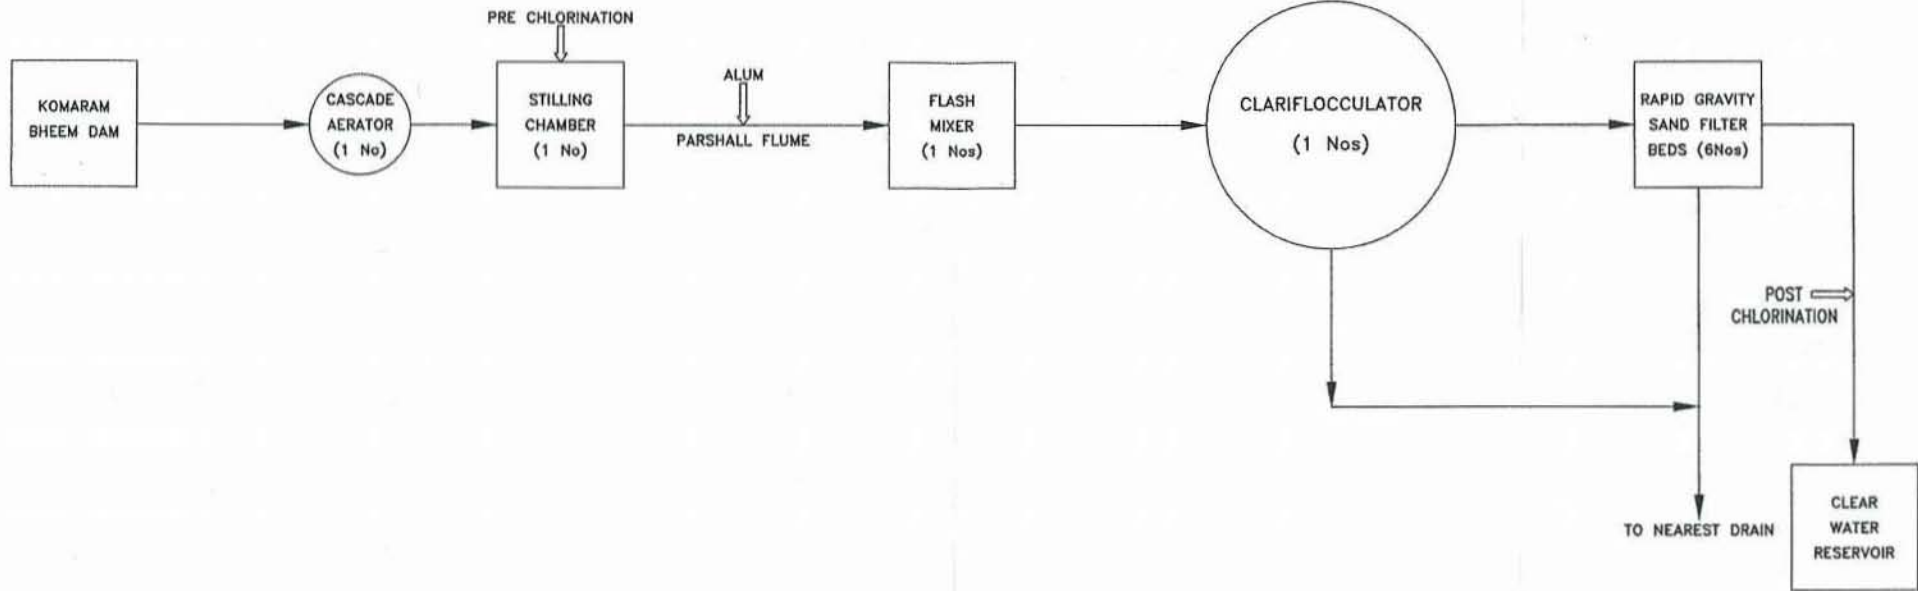 PRE CHLORINATION
KOMARAM
BHEEM DAM
CASCADE
AERATOR
(1 No)
STILLING
CHAMBER
(1 No)
ALUM
PARSHALL FLUME
FLASH
MIXER
(1 Nos)
CLARIFLOCCULATOR
(1 Nos)
RAPID GRAVITY
SAND FILTER
BEDS (6Nos)
POST
CHLORINATION
TO NEAREST DRAIN
CLEAR
WATER
RESERVOIR